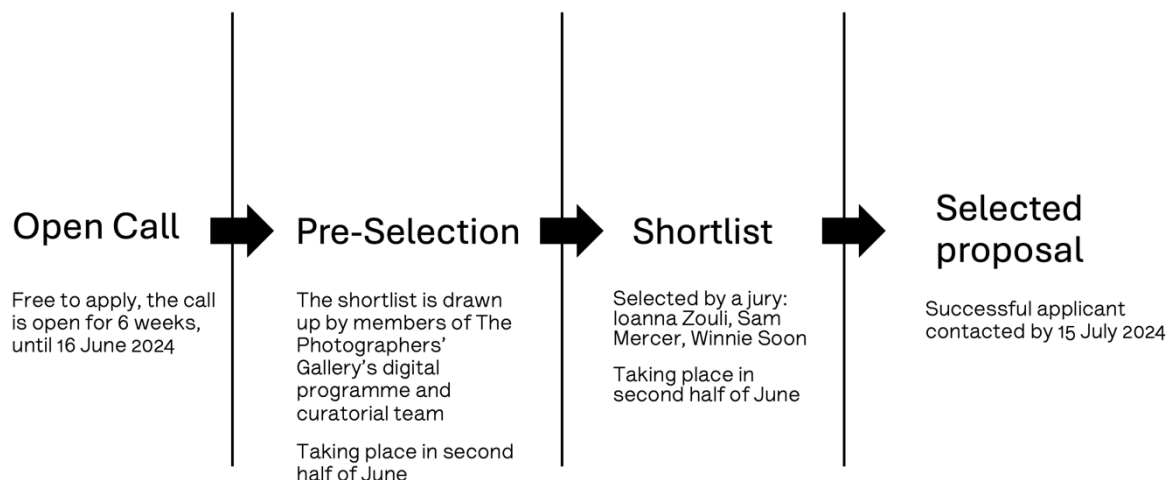 Open Call
Free to apply, the call
is open for 6 weeks,
until 16 June 2024
Pre-Selection
The shortlist is drawn
up by members of The
Photographers’
Gallery’s digital
programme and
curatorial team
Taking place in second
half of June
Shortlist
Selected by a jury:
Ioanna Zouli, Sam
Mercer, Winnie Soon
Taking place in
second half of June
Selected
proposal
Successful applicant
contacted by 15 July 2024